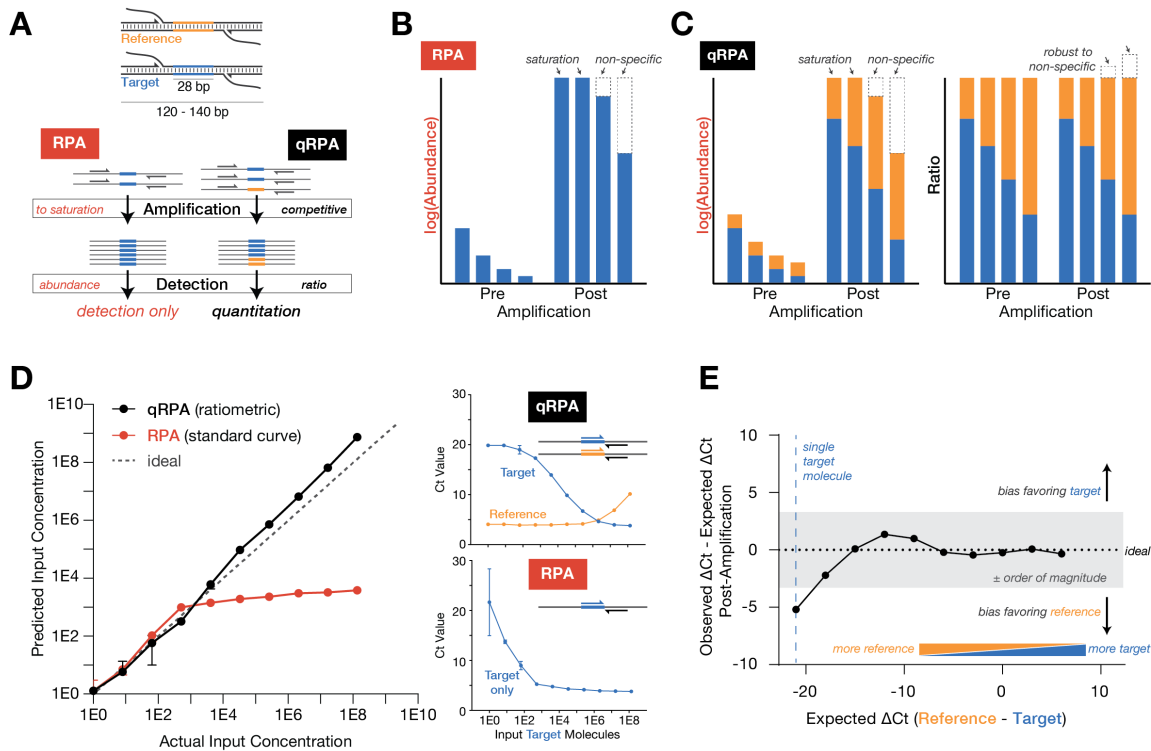 A
Reference
Target
28 bp
120 - 140 bp
RPA
qRPA
to saturation
Amplification
competitive
abundance
Detection
ratio
detection only
quantitation
B
RPA
saturation
non-specific
log(Abundance)
Pre
Post
Amplification
C
qRPA
saturation
non-specific
log(Abundance)
Pre
Post
Amplification
robust to
non-specific
Ratio
Pre
Post
Amplification
D
1E10
1E8
1E6
1E4
1E2
1E0
Predicted Input Concentration
qRPA (ratiometric)
RPA (standard curve)
ideal
1E0
1E2
1E4
1E6
1E8
1E10
Actual Input Concentration
30
20
10
0
Ct Value
qRPA
Target
Reference
30
20
10
0
Ct Value
RPA
Target
only
1E0
1E2
1E4
1E6
1E8
Input Target Molecules
E
10
5
0
-5
-10
Observed ΔCt - Expected ΔCt
Post-Amplification
single
target
molecule
bias favoring target
ideal
± order of magnitude
bias favoring reference
more reference
more target
-20
-10
0
10
Expected ΔCt (Reference - Target)